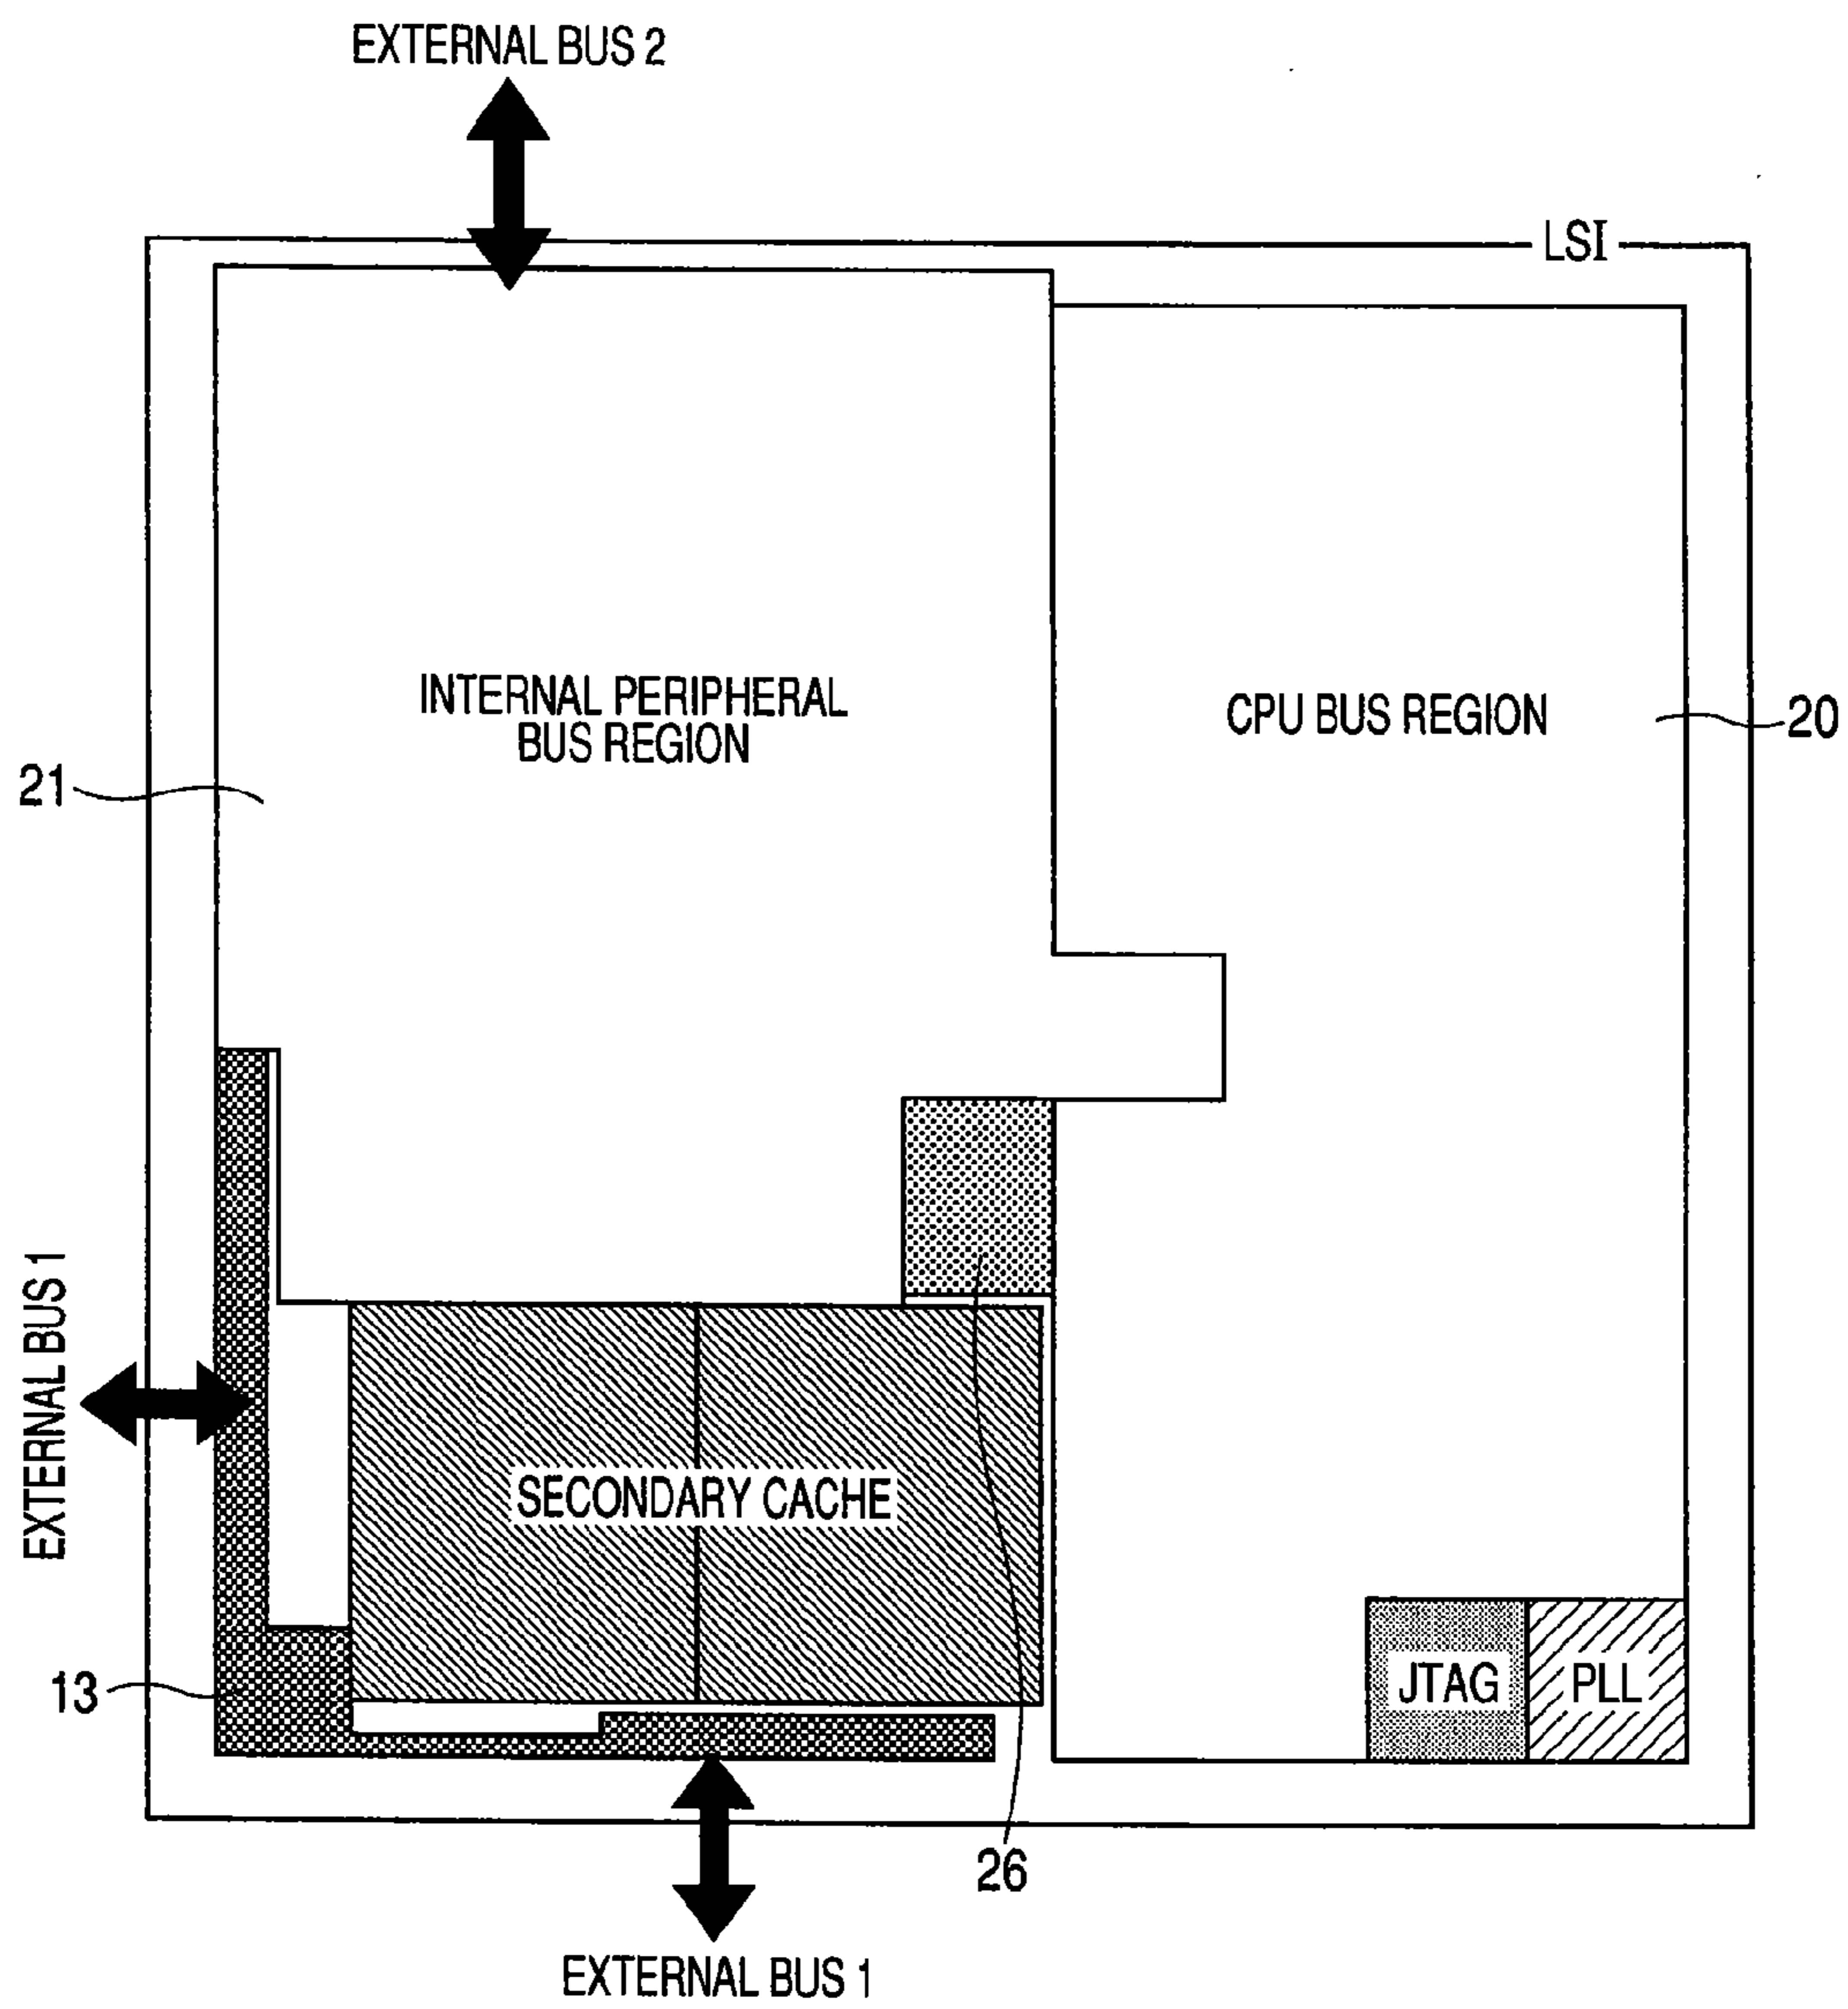 EXTERNAL BUS 2
LSI
INTERNAL PERIPHERAL
BUS REGION
CPU BUS REGION
20
21
EXTERNAL BUS 1
SECONDARY CACHE
13
JTAG
PLL
26
EXTERNAL BUS 1